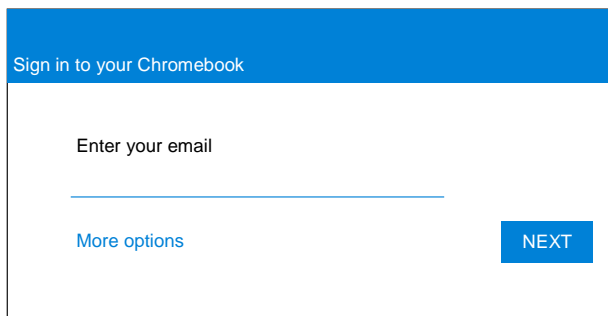 Sign in to your Chromebook
Enter your email
More options
NEXT